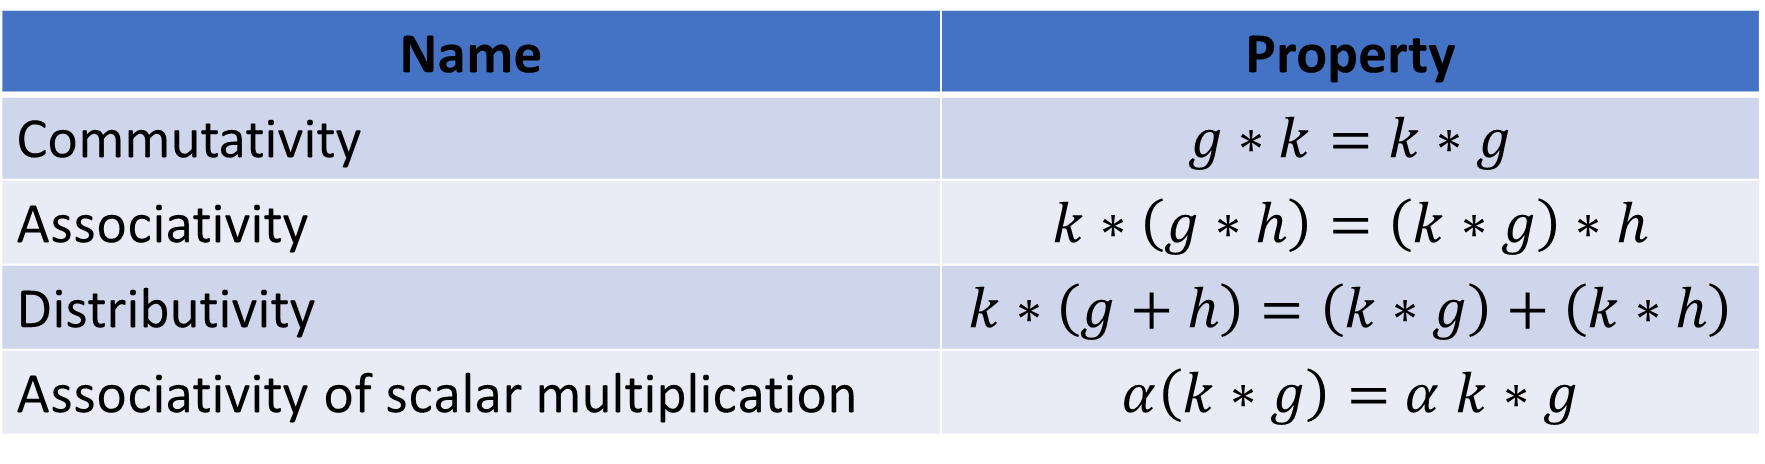 Name Property
Commutativity g ∗ k = k ∗ g
Associativity k ∗ (g ∗ h) = (k ∗ g) ∗ h
Distributivity k ∗ (g + h) = (k ∗ g) + (k ∗ h)
Associativity of scalar multiplication α(k ∗ g) = α k ∗ g